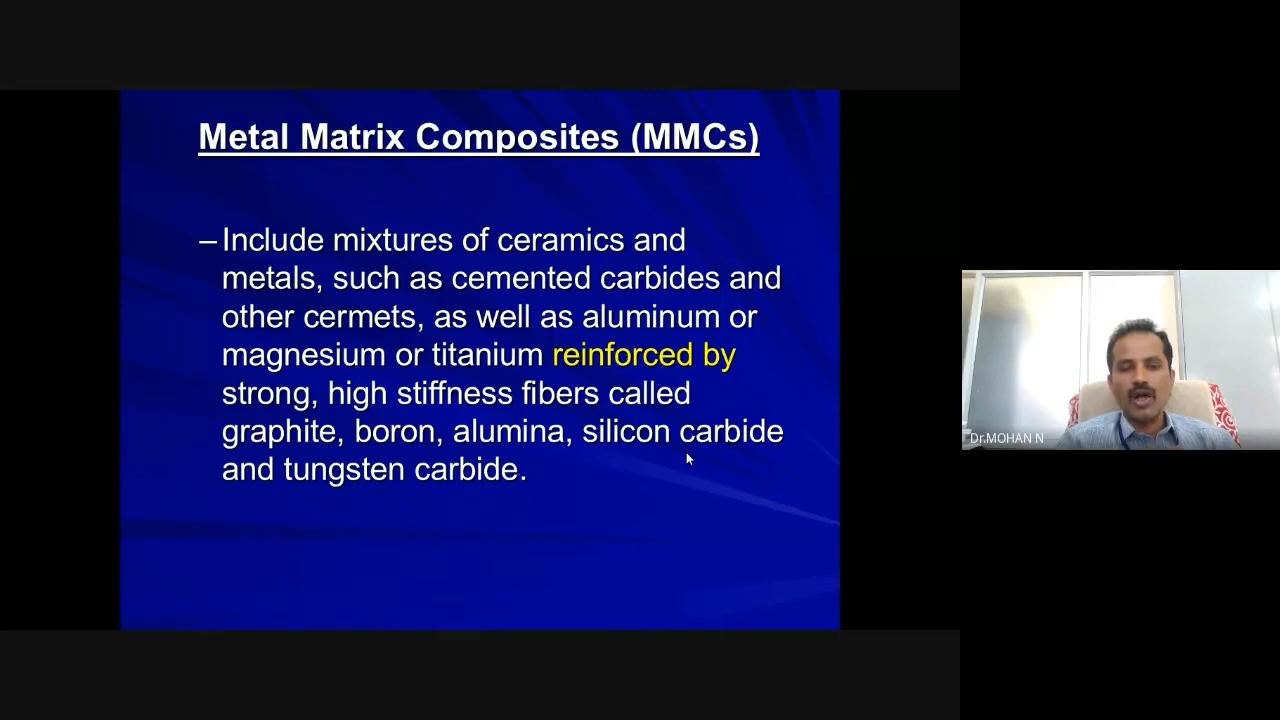 Metal Matrix Composites (MMCs)
– Include mixtures of ceramics and
metals, such as cemented carbides and
other cermets, as well as aluminum or
magnesium or titanium reinforced by
strong, high stiffness fibers called
graphite, boron, alumina, silicon carbide
and tungsten carbide.
Dr.MOHAN N